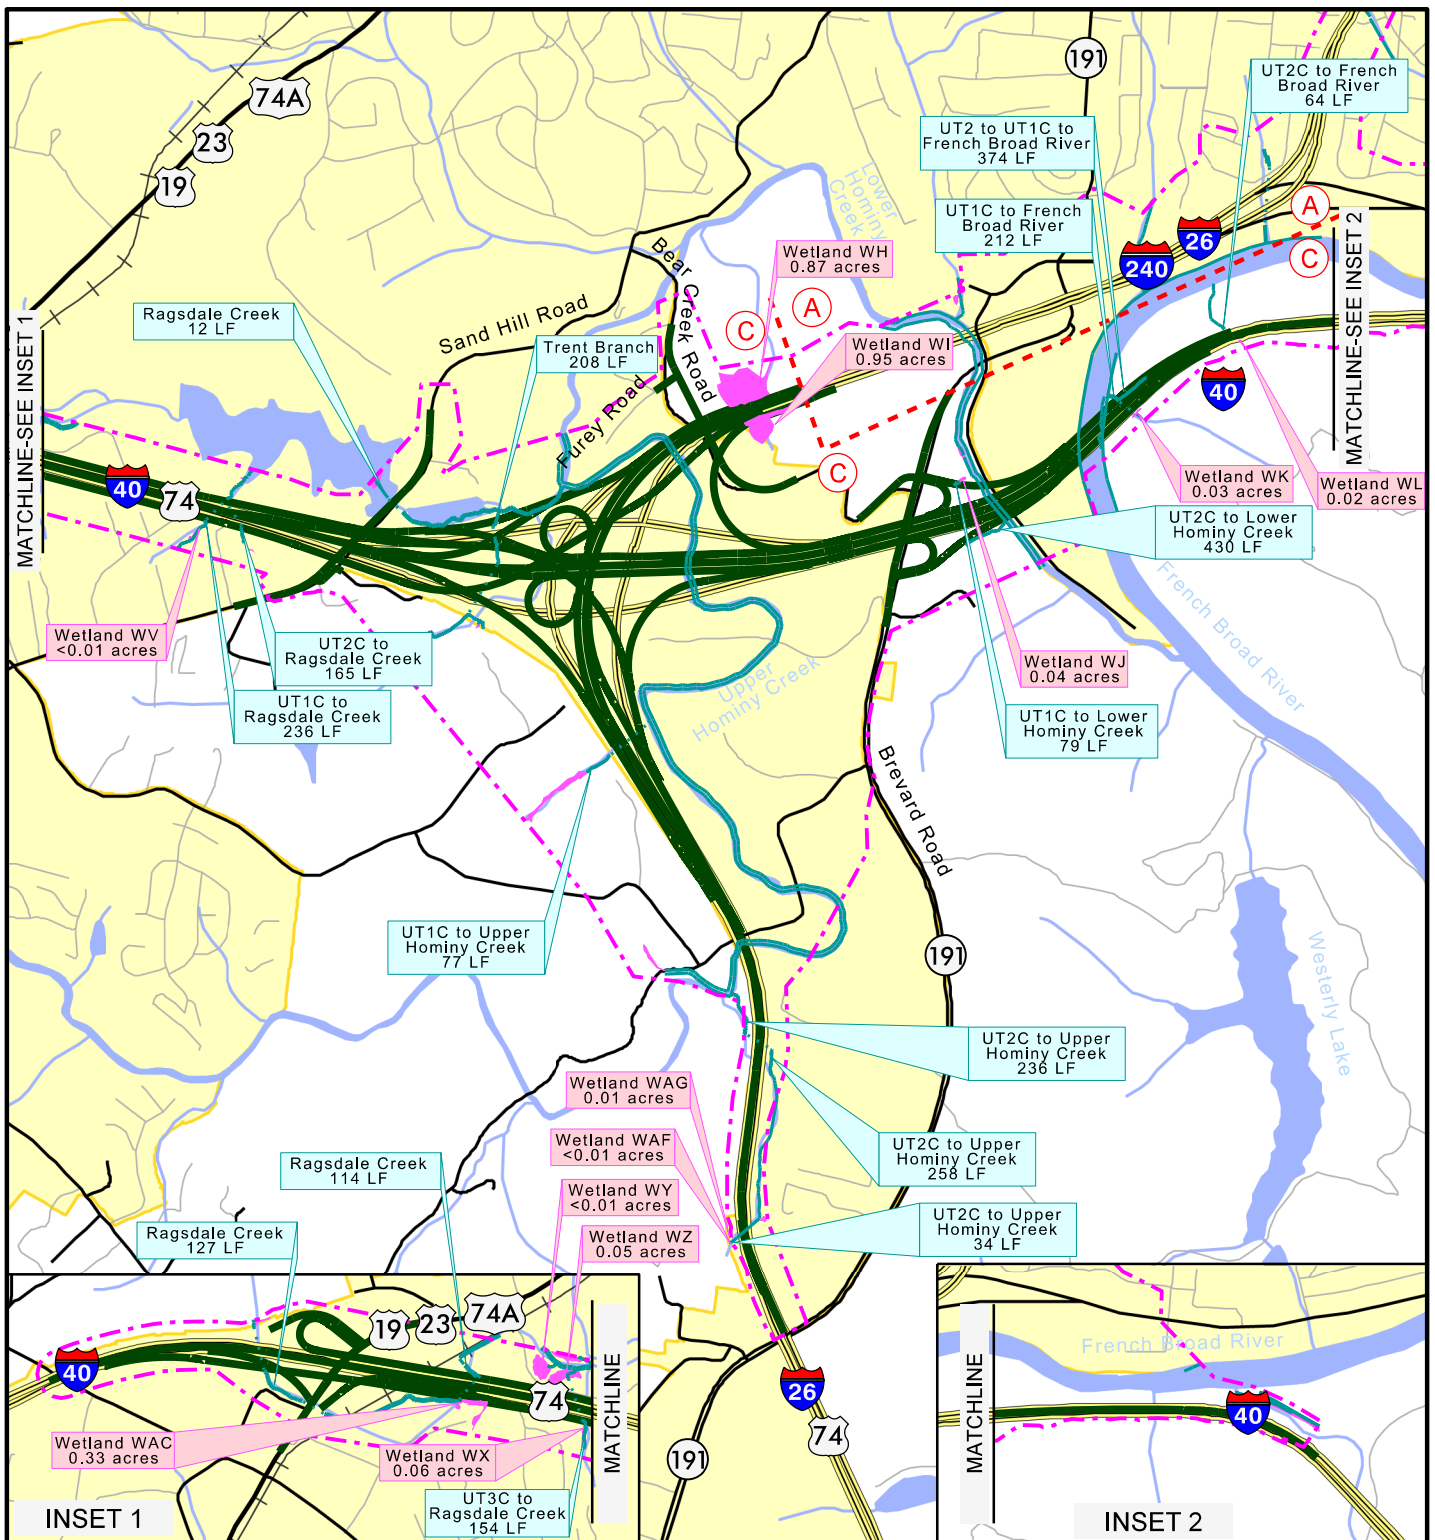 191
UT2C to French
Broad River
64 LF
74A
23
19
UT2 to UT1C to
French Broad River
374 LF
Lower
Hominy
Creek
UT1C to French
Broad River
212 LF
A
26
240
C
MATCHLINE-SEE INSET 2
Wetland WH
0.87 acres
Bear Creek Road
Ragsdale Creek
12 LF
Sand Hill Road
A
C
Trent Branch
208 LF
Wetland WI
0.95 acres
MATCHLINE-SEE INSET 1
Furey Road
40
C
Wetland WK
0.03 acres
Wetland WL
0.02 acres
40
74
UT2C to Lower
Hominy Creek
430 LF
French Broad River
Wetland WV
<0.01 acres
UT2C to
Ragsdale Creek
165 LF
Wetland WJ
0.04 acres
Upper
Hominy Creek
UT1C to
Ragsdale Creek
236 LF
UT1C to Lower
Hominy Creek
79 LF
Brevard Road
UT1C to Upper
Hominy Creek
77 LF
191
Westerly Lake
UT2C to Upper
Hominy Creek
236 LF
Wetland WAG
0.01 acres
Wetland WAF
<0.01 acres
UT2C to Upper
Hominy Creek
258 LF
Ragsdale Creek
114 LF
Wetland WY
<0.01 acres
UT2C to Upper
Hominy Creek
34 LF
Ragsdale Creek
127 LF
Wetland WZ
0.05 acres
19
23
74A
40
74
MATCHLINE
Wetland WAC
0.33 acres
Wetland WX
0.06 acres
UT3C to
Ragsdale Creek
154 LF
INSET 1
26
74
191
French Broad River
MATCHLINE
40
INSET 2